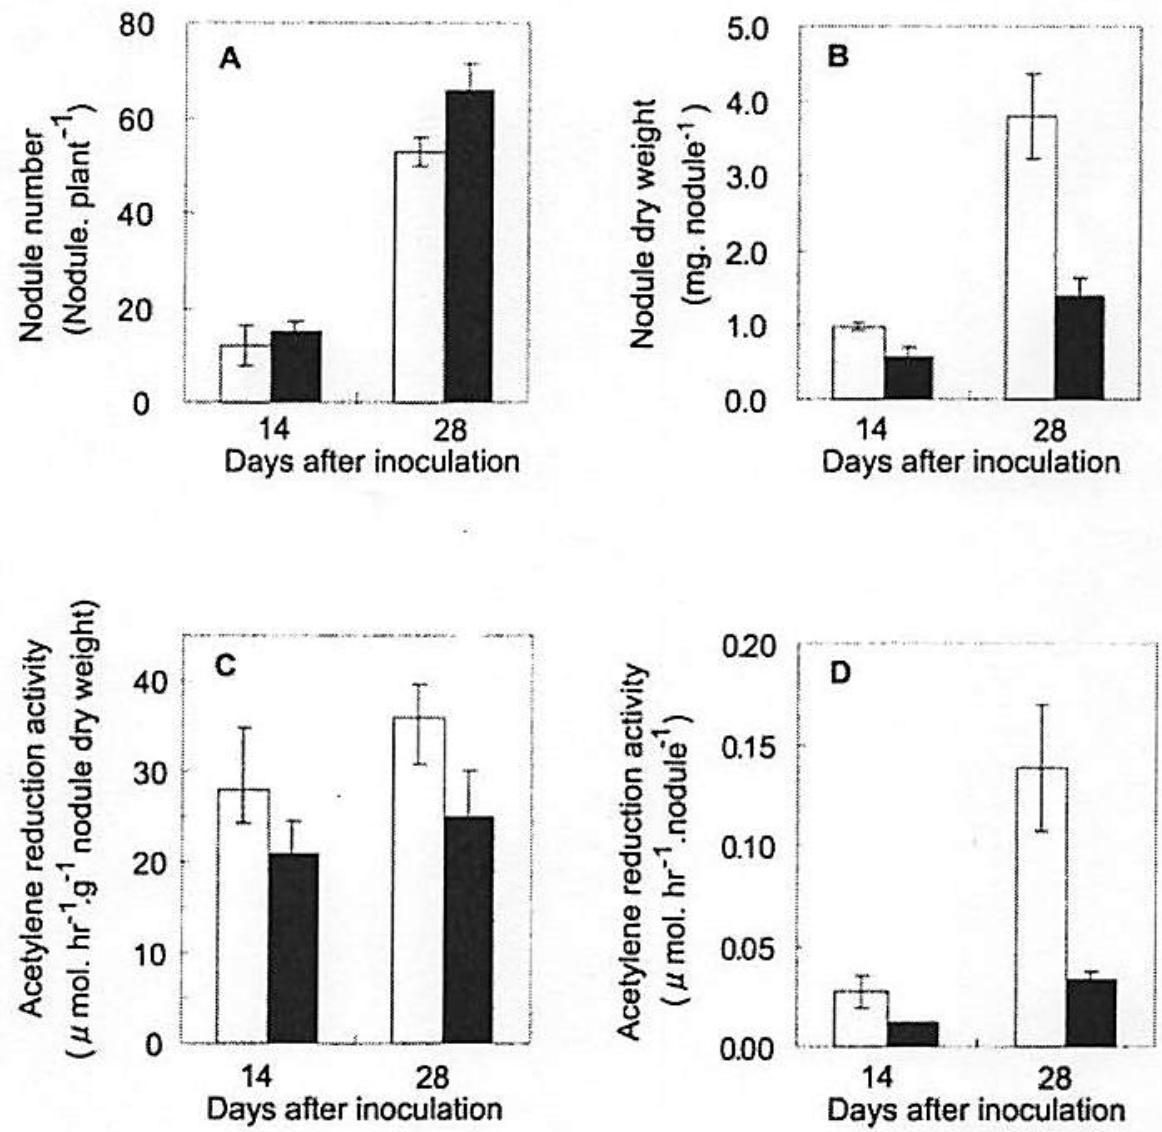 A
Nodule number
(Nodule. plant⁻¹)
80
60
40
20
0
14 28
Days after inoculation
B
Nodule dry weight
(mg. nodule⁻¹)
5.0
4.0
3.0
2.0
1.0
0.0
14 28
Days after inoculation
C
Acetylene reduction activity
(μ mol. hr⁻¹.g⁻¹ nodule dry weight)
40
30
20
10
0
14 28
Days after inoculation
D
Acetylene reduction activity
(μ mol. hr⁻¹.nodule⁻¹)
0.20
0.15
0.10
0.05
0.00
14 28
Days after inoculation